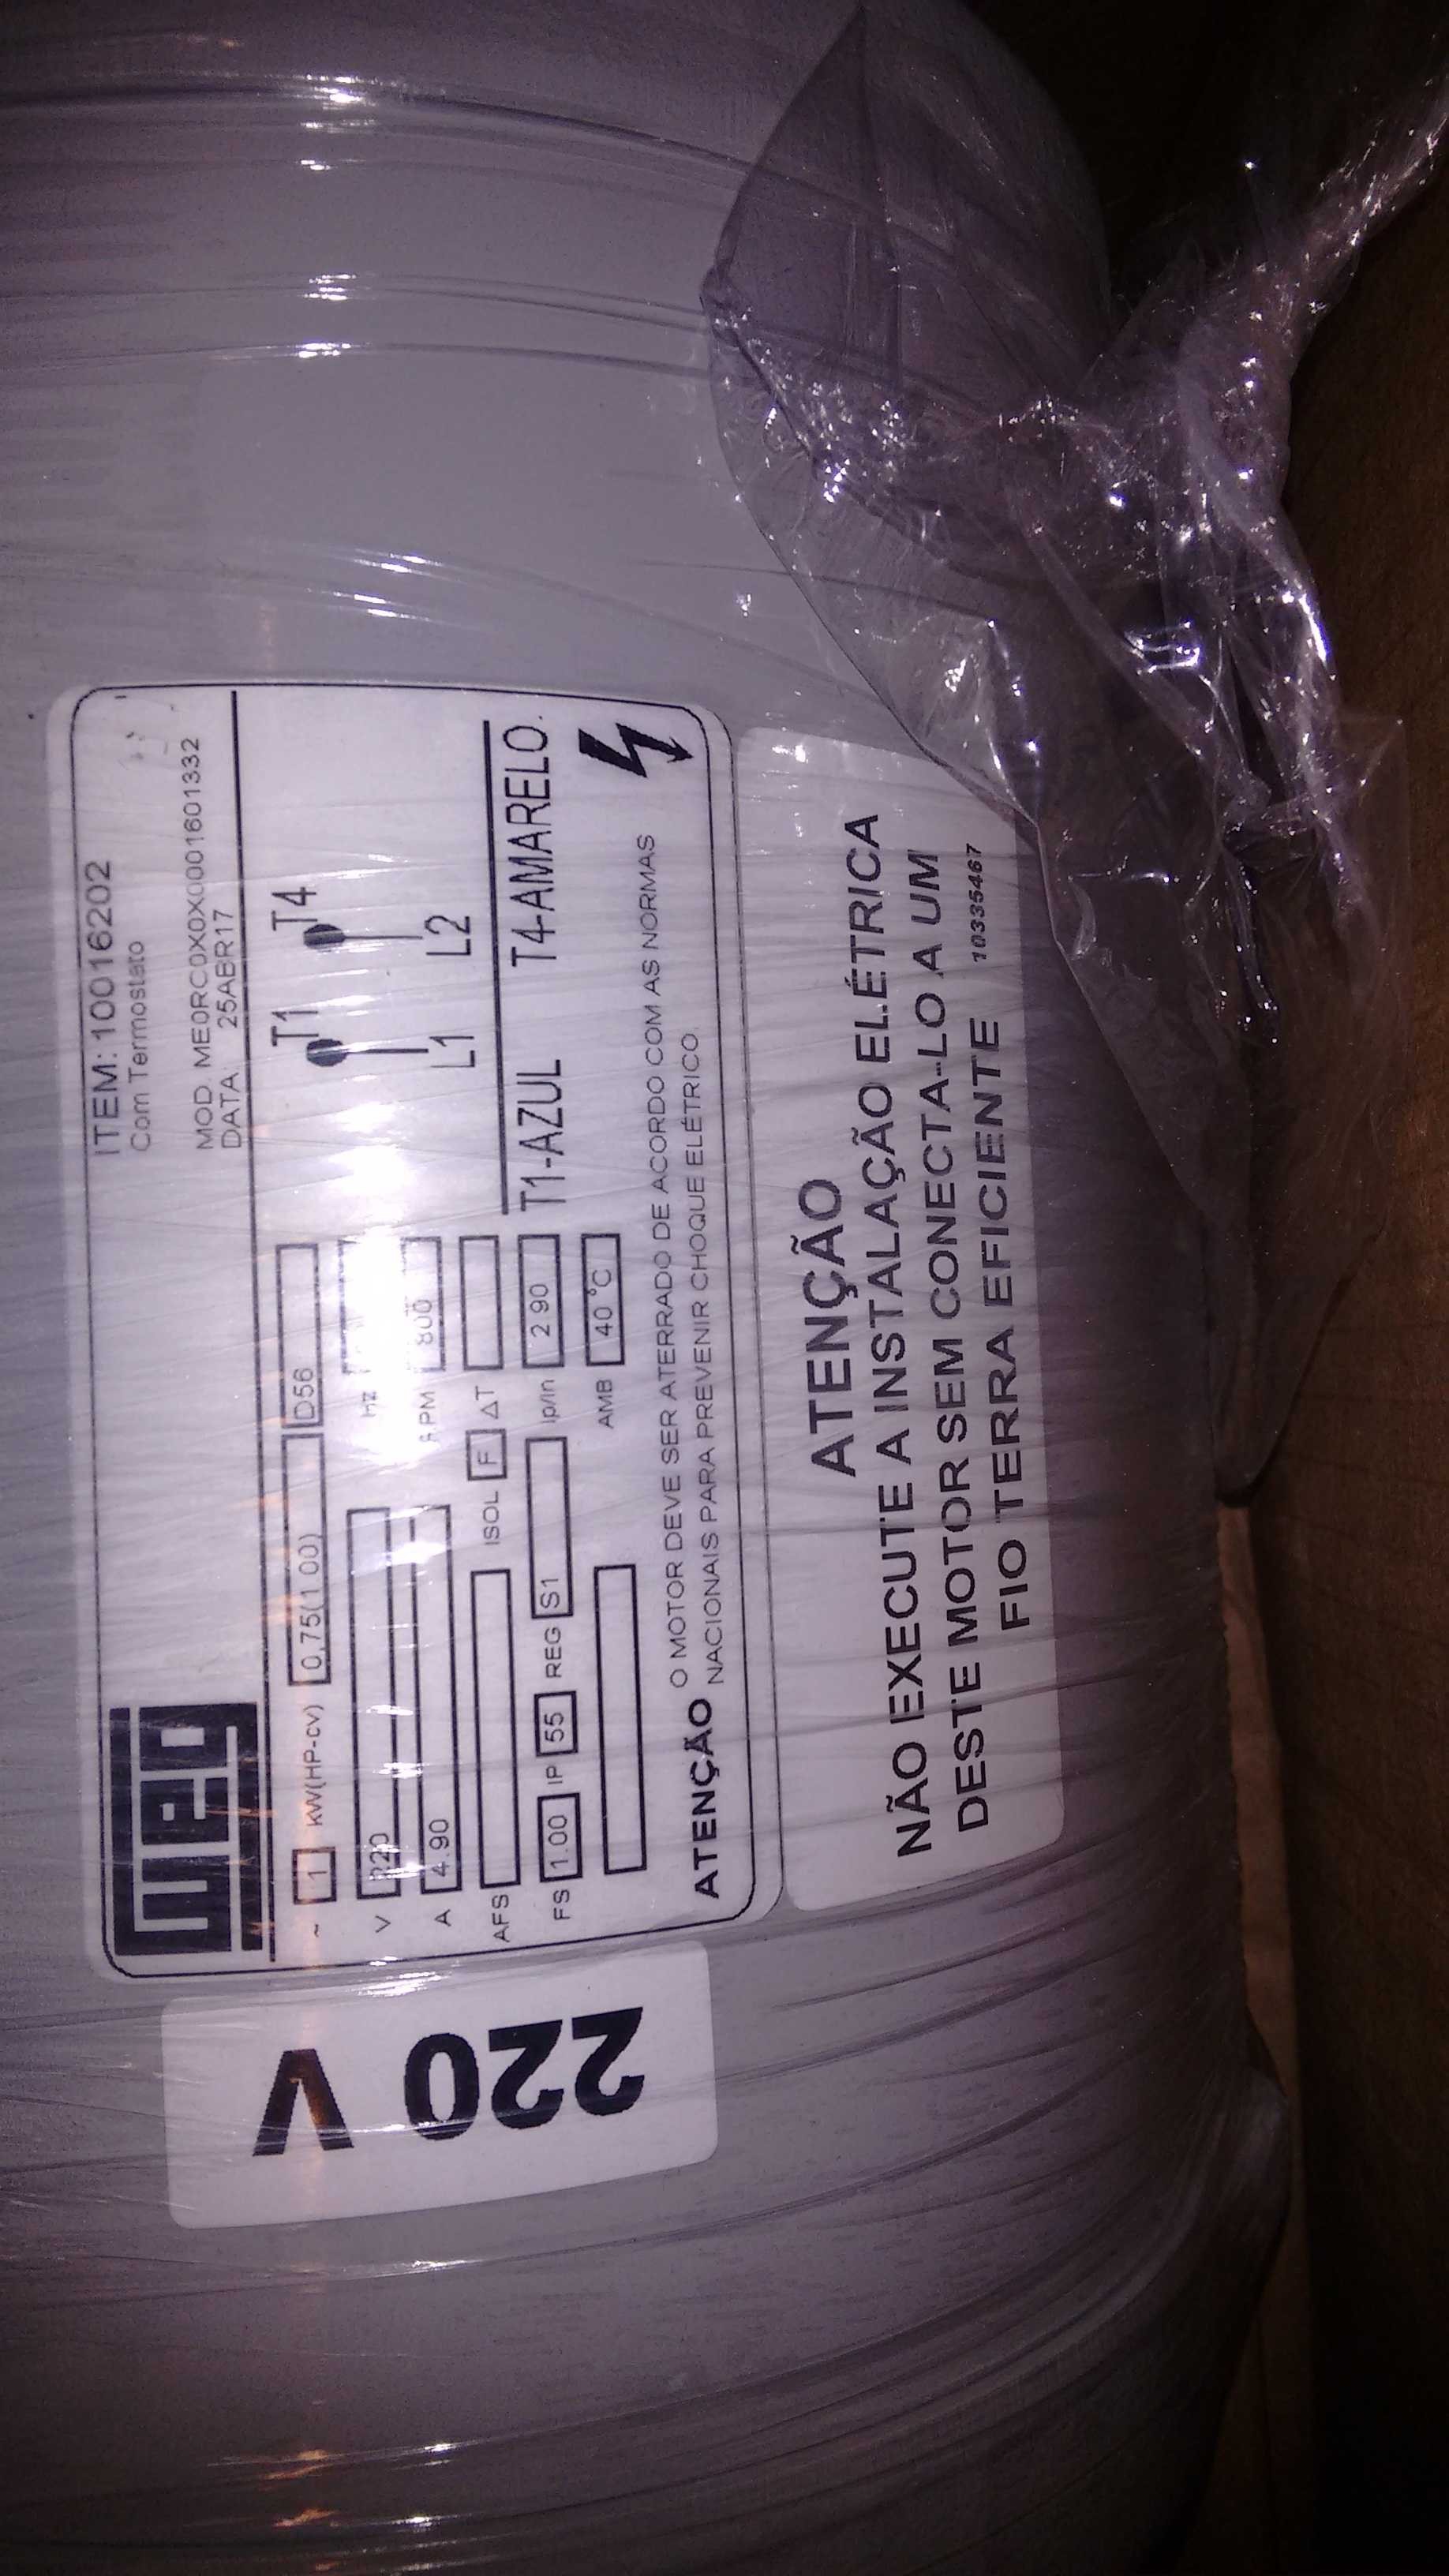 weg
ITEM: 10016202
Com Termostato
MOD. ME0RC0X0X0001601332
DATA 25ABR17
~ 1 kW(HP-cv) 0,75(1.00) D56
V 220 Hz
A 4.90 RPM 800
AFS ISOL F ΔT
FS 1.00 IP 55 REG S1 Ip/In 2.90
AMB 40°C
T1 T4
L1 L2
T1-AZUL T4-AMARELO
ATENÇÃO O MOTOR DEVE SER ATERRADO DE ACORDO COM AS NORMAS
NACIONAIS PARA PREVENIR CHOQUE ELÉTRICO.
220 V
ATENÇÃO
NÃO EXECUTE A INSTALAÇÃO ELÉTRICA
DESTE MOTOR SEM CONECTA-LO A UM
FIO TERRA EFICIENTE 10335467